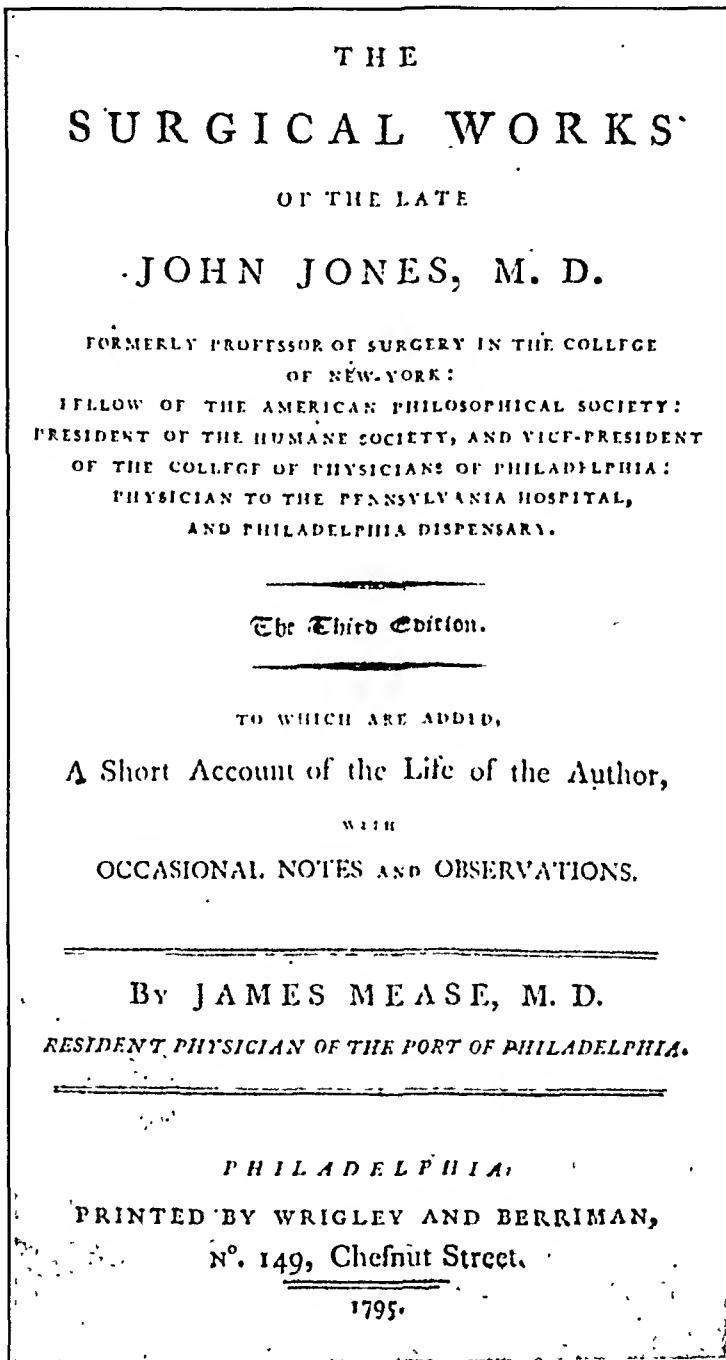 THE
SURGICAL WORKS
OF THE LATE
JOHN JONES, M. D.
FORMERLY PROFESSOR OF SURGERY IN THE COLLEGE
OF NEW-YORK:
FELLOW OF THE AMERICAN PHILOSOPHICAL SOCIETY:
PRESIDENT OF THE HUMANE SOCIETY, AND VICE-PRESIDENT
OF THE COLLEGE OF PHYSICIANS OF PHILADELPHIA:
PHYSICIAN TO THE PENNSYLVANIA HOSPITAL,
AND PHILADELPHIA DISPENSARY.
The Third Edition.
TO WHICH ARE ADDED,
A Short Account of the Life of the Author,
WITH
OCCASIONAL NOTES AND OBSERVATIONS.
By JAMES MEASE, M. D.
RESIDENT PHYSICIAN OF THE PORT OF PHILADELPHIA.
PHILADELPHIA:
PRINTED BY WRIGLEY AND BERRIMAN,
No. 149, Cheſnut Street.
1795.